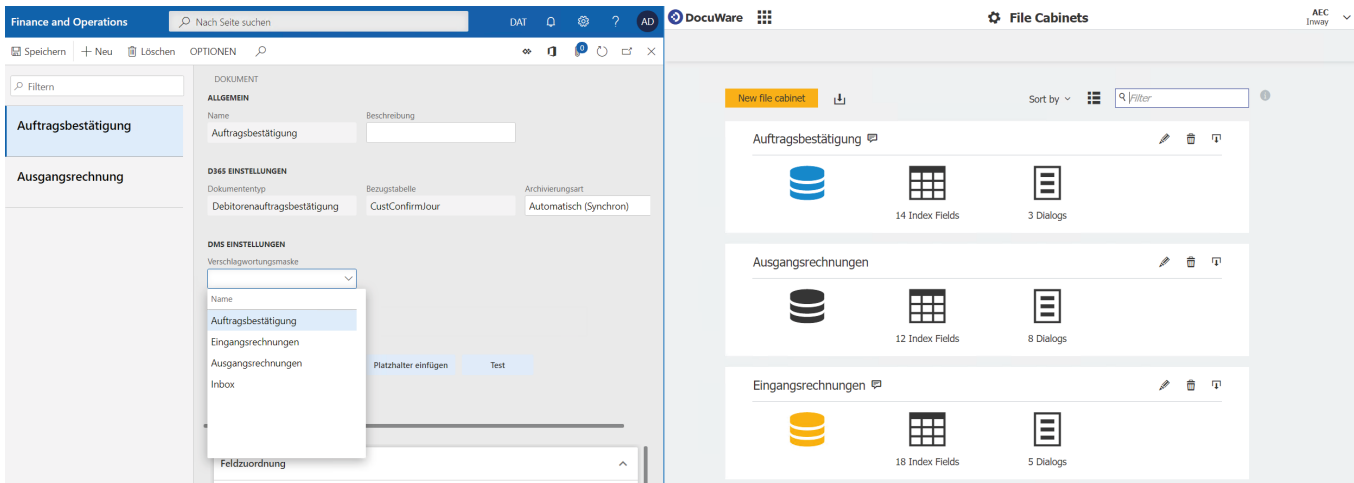 Finance and Operations
Nach Seite suchen
DAT
?
AD
Speichern
Neu
Löschen
OPTIONEN
0
Filtern
Auftragsbestätigung
Ausgangsrechnung
DOKUMENT
ALLGEMEIN
Name
Beschreibung
Auftragsbestätigung
D365 EINSTELLUNGEN
Dokumententyp
Bezugstabelle
Archivierungsart
Debitorenauftragsbestätigung
CustConfirmJour
Automatisch (Synchron)
DMS EINSTELLUNGEN
Verschlagwortungsmaske
Name
Auftragsbestätigung
Eingangsrechnungen
Ausgangsrechnungen
Inbox
Platzhalter einfügen
Test
Feldzuordnung
DocuWare
File Cabinets
AEC
Inway
New file cabinet
Sort by
Filter
Auftragsbestätigung
14 Index Fields
3 Dialogs
Ausgangsrechnungen
12 Index Fields
8 Dialogs
Eingangsrechnungen
18 Index Fields
5 Dialogs